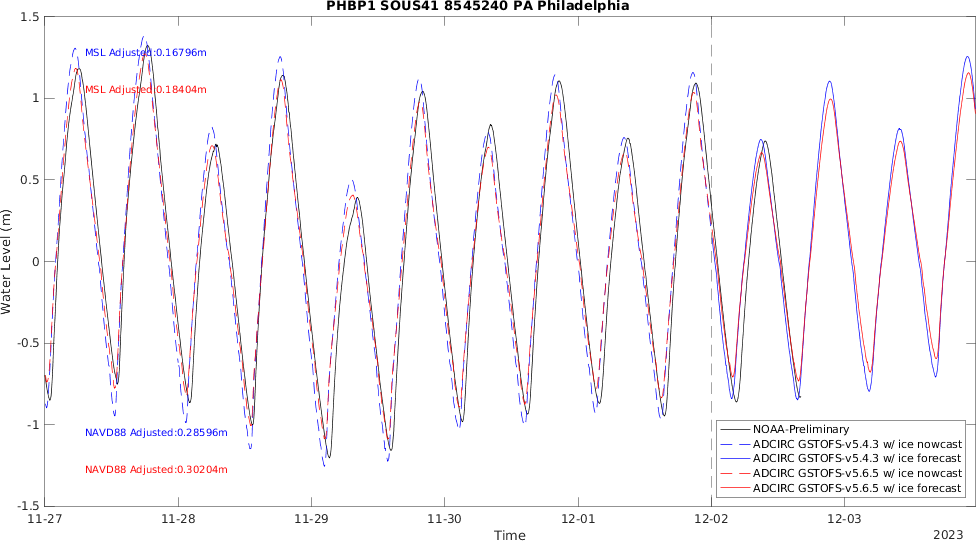 PHBP1 SOUS41 8545240 PA Philadelphia
Water Level (m)
1.5
1
0.5
0
-0.5
-1
-1.5
MSL Adjusted:0.16796m
MSL Adjusted:0.18404m
NAVD88 Adjusted:0.28596m
NAVD88 Adjusted:0.30204m
NOAA-Preliminary
ADCIRC GSTOFS-v5.4.3 w/ ice nowcast
ADCIRC GSTOFS-v5.4.3 w/ ice forecast
ADCIRC GSTOFS-v5.6.5 w/ ice nowcast
ADCIRC GSTOFS-v5.6.5 w/ ice forecast
11-27 11-28 11-29 11-30 12-01 12-02 12-03
Time
2023